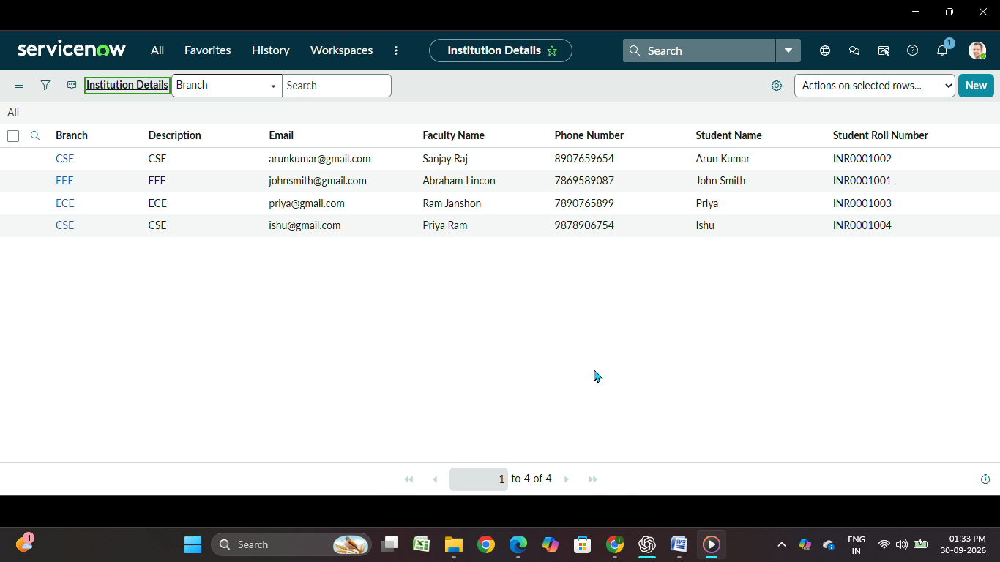 servicenow All Favorites History Workspaces Institution Details Search 1
Institution Details Branch Search Actions on selected rows... New
All
Branch Description Email Faculty Name Phone Number Student Name Student Roll Number
CSE CSE arunkumar@gmail.com Sanjay Raj 8907659654 Arun Kumar INR0001002
EEE EEE johnsmith@gmail.com Abraham Lincon 7869589087 John Smith INR0001001
ECE ECE priya@gmail.com Ram Janshon 7890765899 Priya INR0001003
CSE CSE ishu@gmail.com Priya Ram 9878906754 Ishu INR0001004
1 to 4 of 4
1 Search ENG 01:33 PM
IN 30-09-2026